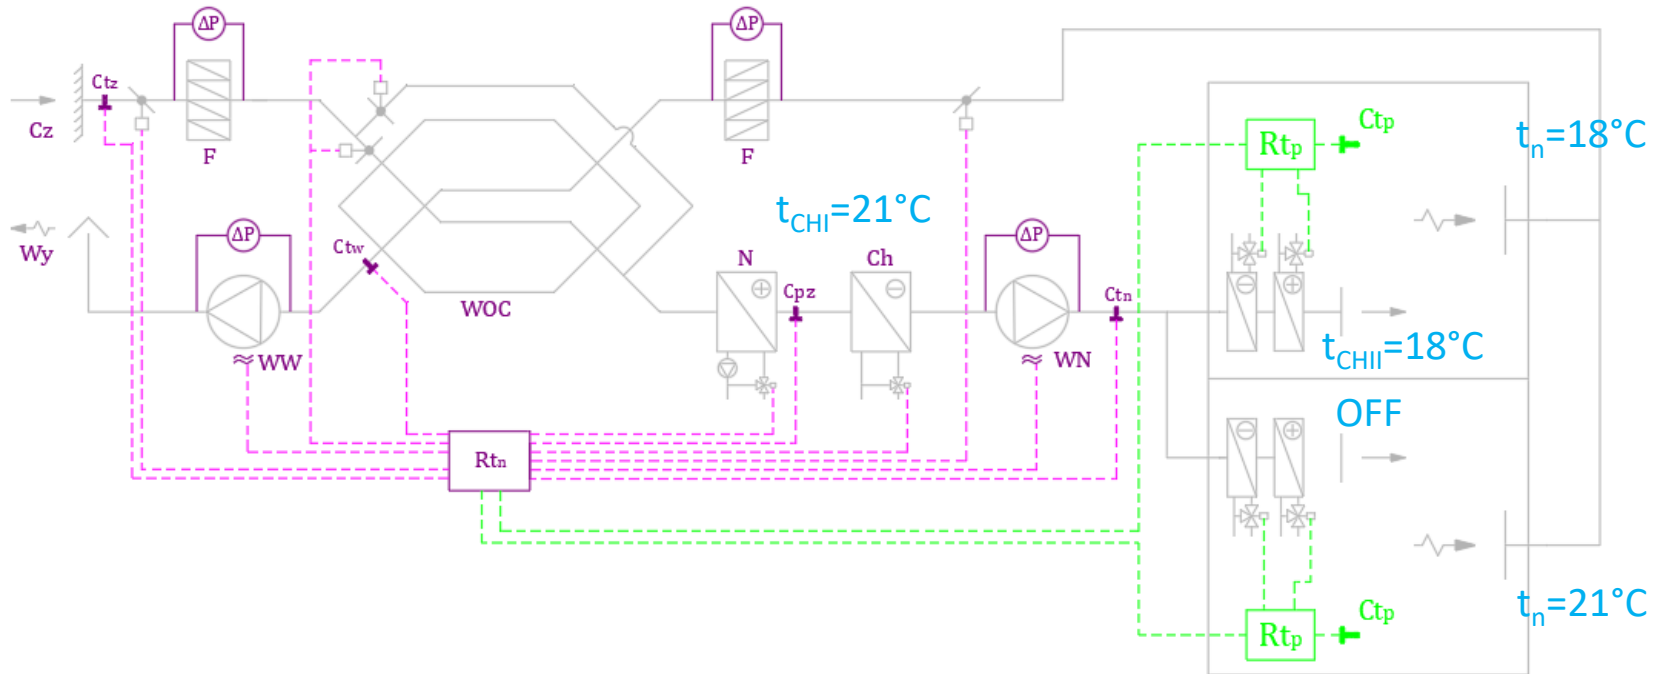 ΔP
ΔP
Ctz
Cz
F
F
Ctp
Rtp
tn=18°C
tCHI=21°C
Wy
ΔP
Ctw
WOC
N
Cpz
Ch
ΔP
Ctn
WW
WN
tCHII=18°C
OFF
Rtn
Ctp
Rtp
tn=21°C